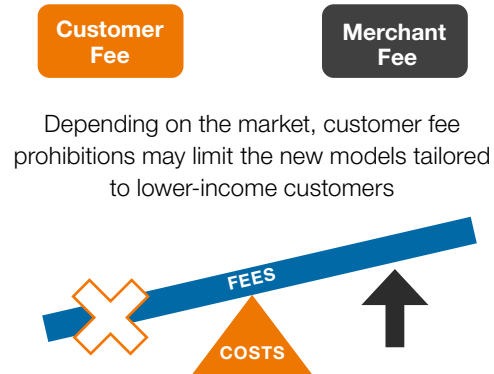 Customer
Fee
Merchant
Fee
Depending on the market, customer fee
prohibitions may limit the new models tailored
to lower-income customers
FEES
COSTS